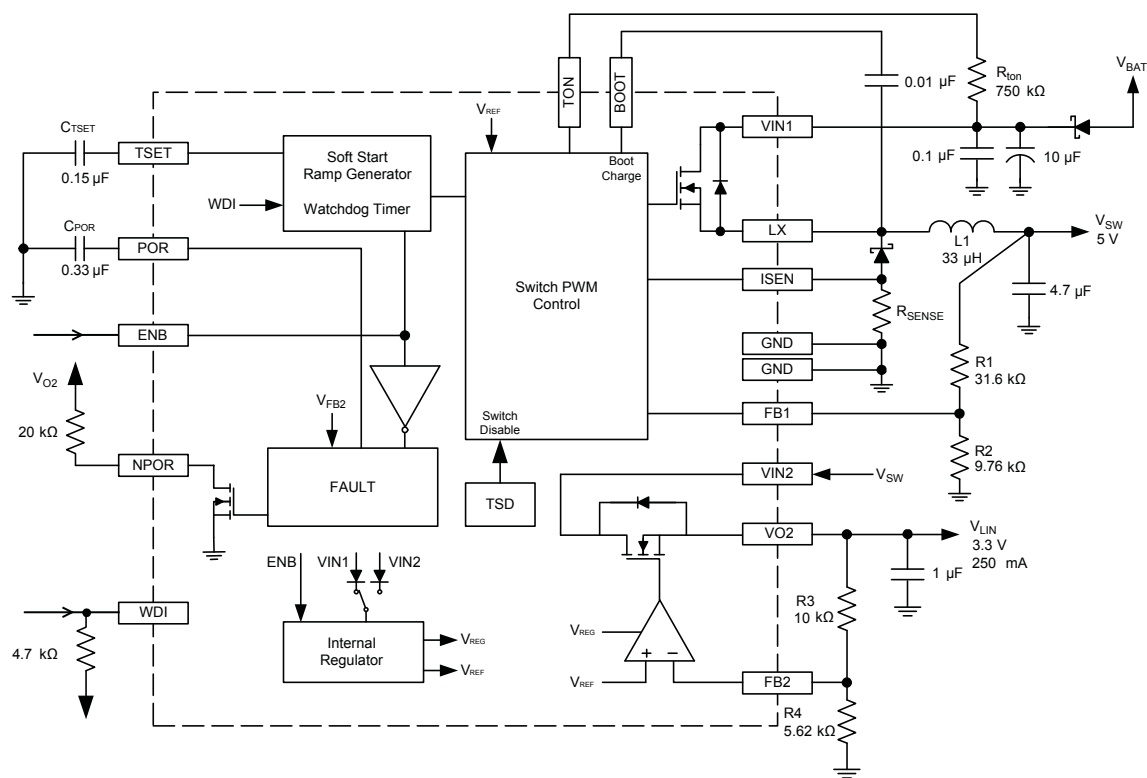 TON
BOOT
0.01 µF
Rton
750 kΩ
VBAT
CTSET
TSET
0.15 µF
VREF
Soft Start
Ramp Generator
Watchdog Timer
WDI
Boot
Charge
VIN1
0.1 µF
10 µF
CPOR
POR
0.33 µF
LX
L1
33 µH
VSW
5 V
Switch PWM
Control
ISEN
RSENSE
4.7 µF
ENB
GND
GND
R1
31.6 kΩ
VO2
20 kΩ
VFB2
Switch
Disable
FB1
R2
9.76 kΩ
NPOR
FAULT
TSD
VIN2
VSW
VO2
VLIN
3.3 V
250 mA
1 µF
ENB
VIN1
VIN2
WDI
4.7 kΩ
Internal
Regulator
VREG
VREF
VREG
+
–
VREF
R3
10 kΩ
FB2
R4
5.62 kΩ